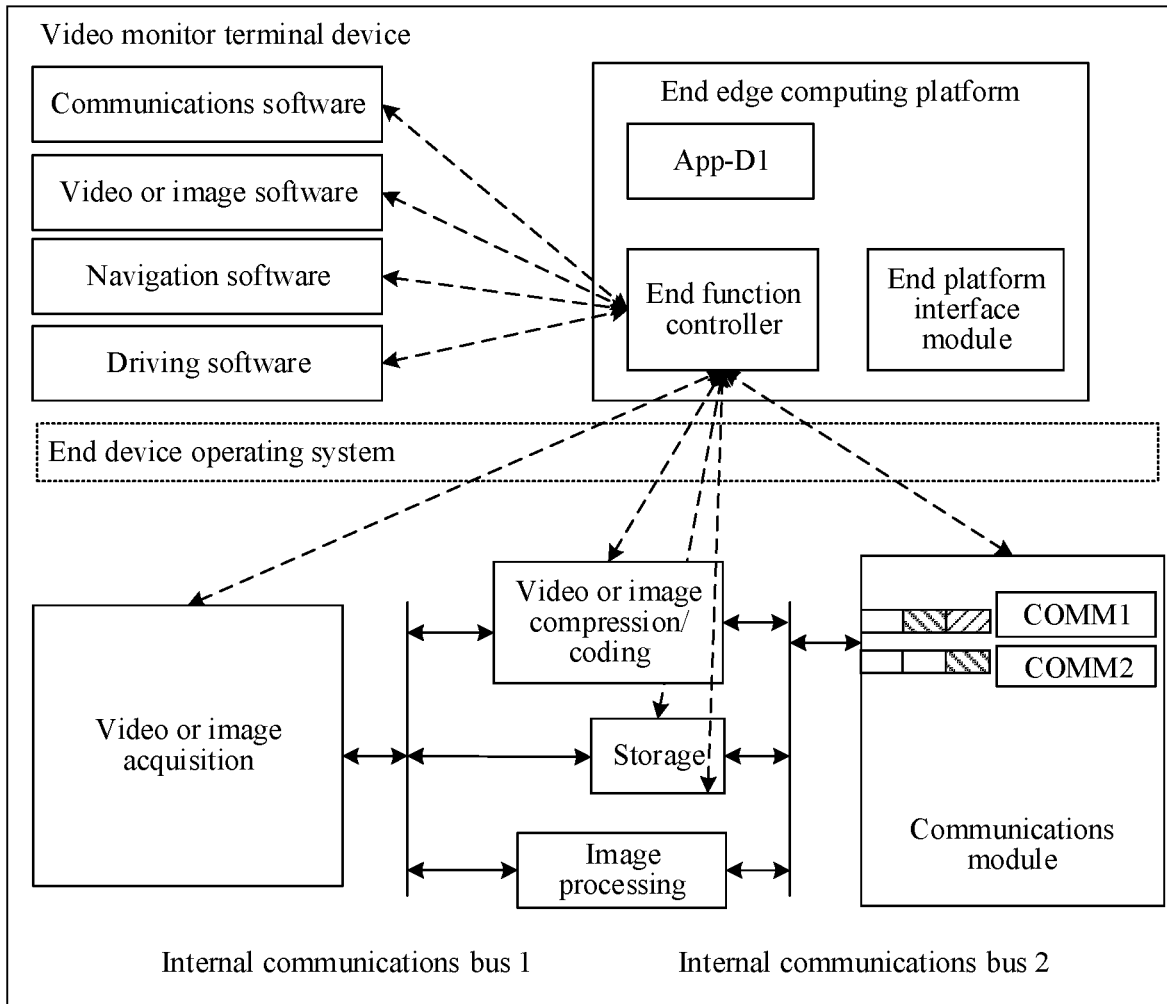 Video monitor terminal device
Communications software
Video or image software
Navigation software
Driving software
End edge computing platform
App-D1
End function
controller
End platform
interface
module
End device operating system
Video or image
acquisition
Video or image
compression/
coding
Storage
Image
processing
COMM1
COMM2
Communications
module
Internal communications bus 1
Internal communications bus 2